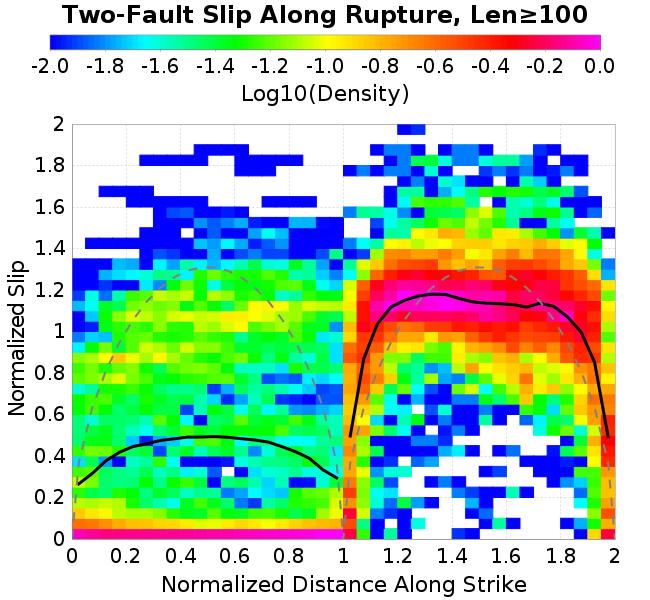 Two-Fault Slip Along Rupture, Len≥100
-2.0 -1.8 -1.6 -1.4 -1.2 -1.0 -0.8 -0.6 -0.4 -0.2 0.0
Log10(Density)
2
1.8
1.6
1.4
1.2
1
0.8
0.6
0.4
0.2
0
Normalized Slip
0 0.2 0.4 0.6 0.8 1 1.2 1.4 1.6 1.8 2
Normalized Distance Along Strike